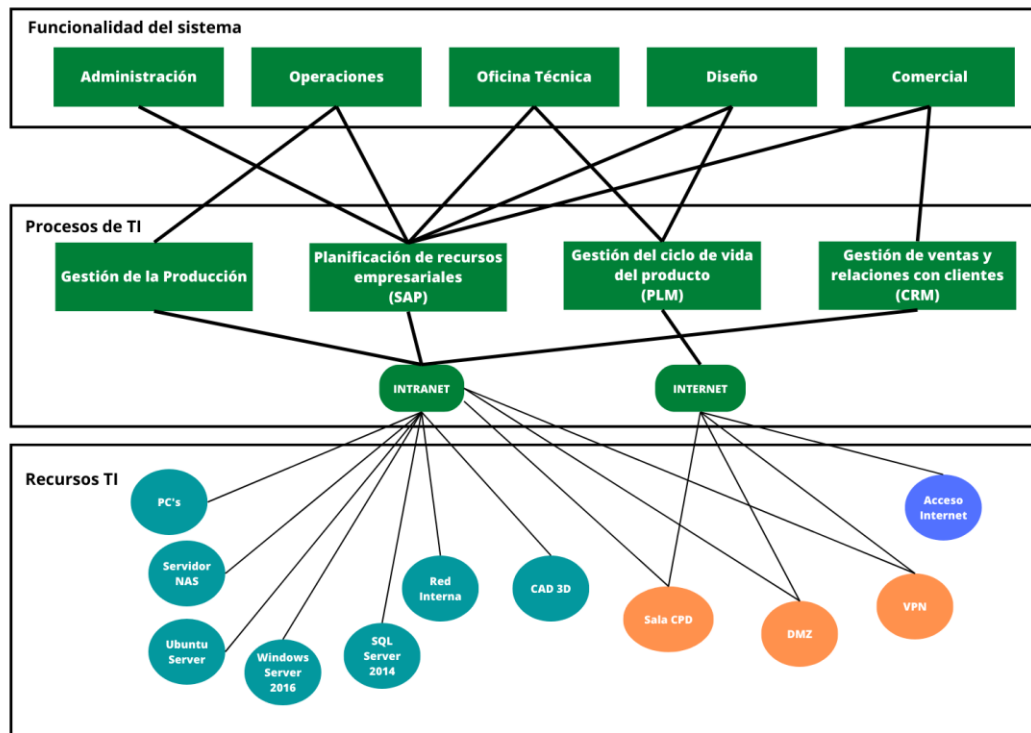 Funcionalidad del sistema
Administración
Operaciones
Oficina Técnica
Diseño
Comercial
Procesos de TI
Gestión de la Producción
Planificación de recursos
empresariales
(SAP)
Gestión del ciclo de vida
del producto
(PLM)
Gestión de ventas y
relaciones con clientes
(CRM)
INTRANET
INTERNET
Recursos TI
PC's
Servidor
NAS
Ubuntu
Server
Windows
Server
2016
SQL
Server
2014
Red
Interna
CAD 3D
Sala CPD
DMZ
VPN
Acceso
Internet